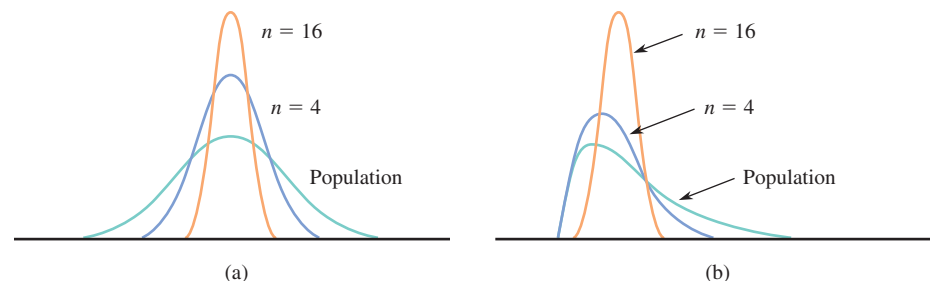 n = 16
n = 4
Population
(a)
n = 16
n = 4
Population
(b)